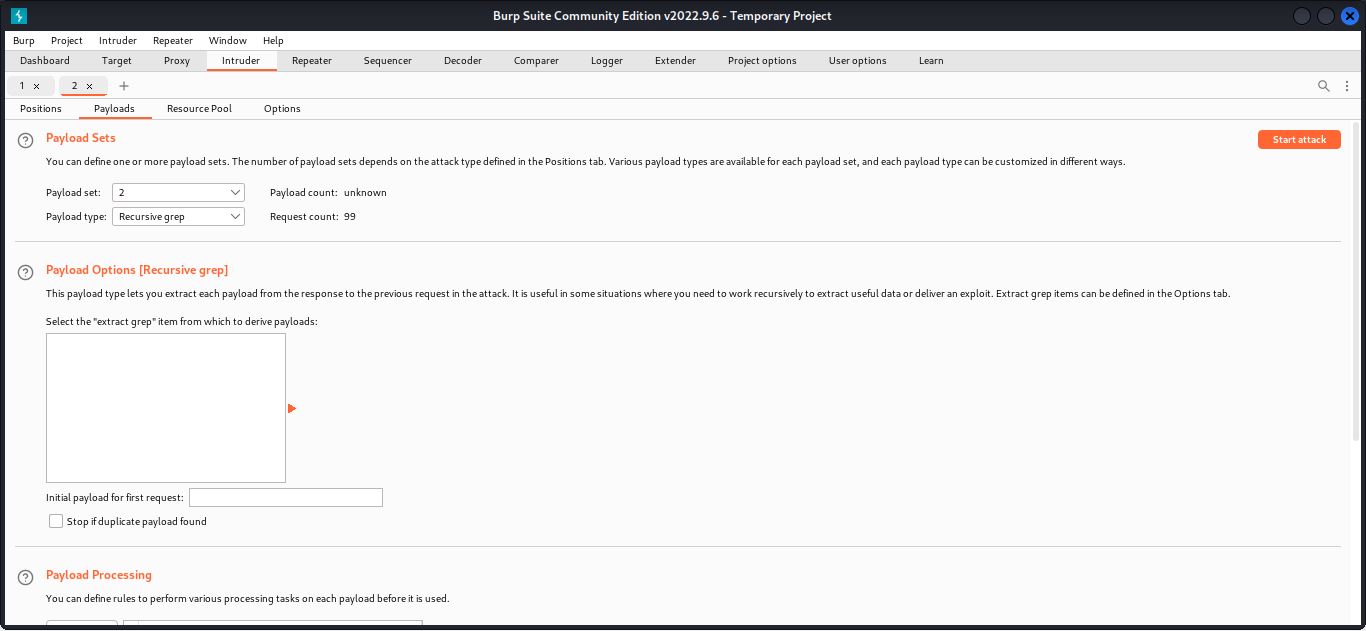 Burp Suite Community Edition v2022.9.6 - Temporary Project
Burp Project Intruder Repeater Window Help
Dashboard Target Proxy Intruder Repeater Sequencer Decoder Comparer Logger Extender Project options User options Learn
1 × 2 × +
Positions Payloads Resource Pool Options
? Payload Sets Start attack
You can define one or more payload sets. The number of payload sets depends on the attack type defined in the Positions tab. Various payload types are available for each payload set, and each payload type can be customized in different ways.
Payload set: 2 Payload count: unknown
Payload type: Recursive grep Request count: 99
? Payload Options [Recursive grep]
This payload type lets you extract each payload from the response to the previous request in the attack. It is useful in some situations where you need to work recursively to extract useful data or deliver an exploit. Extract grep items can be defined in the Options tab.
Select the "extract grep" item from which to derive payloads:
Initial payload for first request:
Stop if duplicate payload found
? Payload Processing
You can define rules to perform various processing tasks on each payload before it is used.